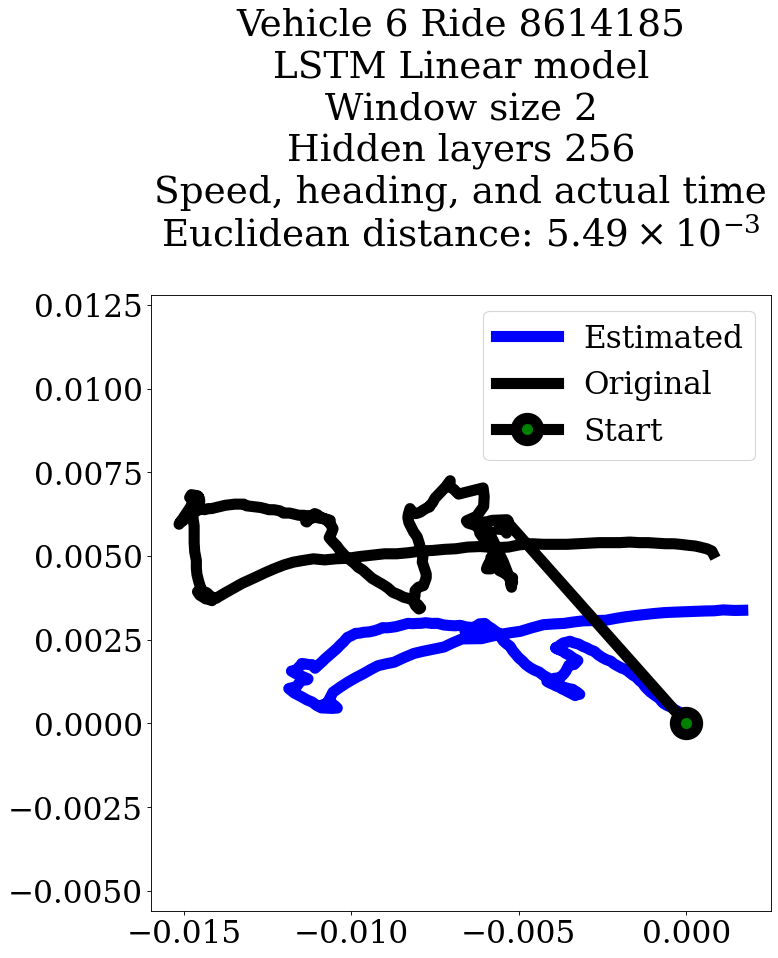 Vehicle 6 Ride 8614185
LSTM Linear model
Window size 2
Hidden layers 256
Speed, heading, and actual time
Euclidean distance: 5.49 × 10⁻³
Estimated
Original
Start
0.0125
0.0100
0.0075
0.0050
0.0025
0.0000
−0.0025
−0.0050
−0.015 −0.010 −0.005 0.000